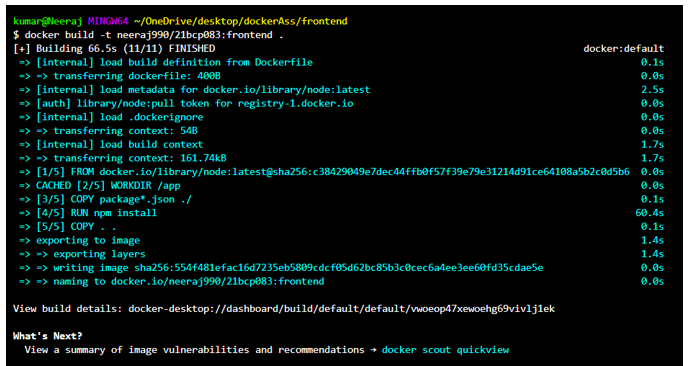 kumar@Neeraj MINGW64 ~/OneDrive/desktop/dockerAss/frontend
$ docker build -t neeraj990/21bcp083:frontend .
[+] Building 66.5s (11/11) FINISHED docker:default
=> [internal] load build definition from Dockerfile 0.1s
=> => transferring dockerfile: 400B 0.0s
=> [internal] load metadata for docker.io/library/node:latest 2.5s
=> [auth] library/node:pull token for registry-1.docker.io 0.0s
=> [internal] load .dockerignore 0.0s
=> => transferring context: 54B 0.0s
=> [internal] load build context 1.7s
=> => transferring context: 161.74kB 1.7s
=> [1/5] FROM docker.io/library/node:latest@sha256:c38429049e7dec44ffb0f57f39e79e31214d91ce64108a5b2c0d5b6 0.0s
=> CACHED [2/5] WORKDIR /app 0.0s
=> [3/5] COPY package*.json ./ 0.1s
=> [4/5] RUN npm install 60.4s
=> [5/5] COPY . . 0.1s
=> exporting to image 1.4s
=> => exporting layers 1.4s
=> => writing image sha256:554f481efac16d7235eb5809cdcf05d62bc85b3c0cec6a4ee3ee60fd35cdae5e 0.0s
=> => naming to docker.io/neeraj990/21bcp083:frontend 0.0s
View build details: docker-desktop://dashboard/build/default/default/vwoeop47xewoehg69vivlj1ek
What's Next?
View a summary of image vulnerabilities and recommendations → docker scout quickview